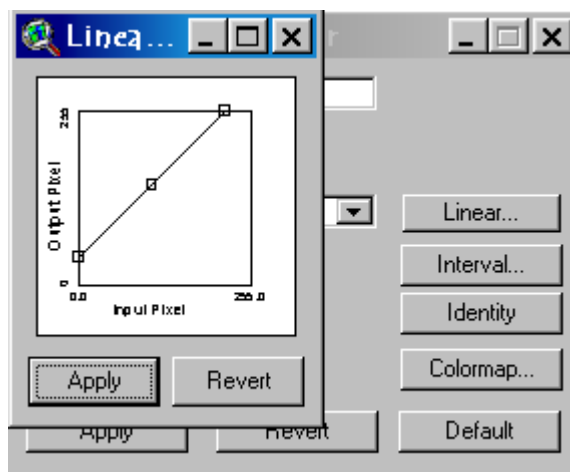 Linea...
r
255
Output Pixel
0
0.0
255.0
Input Pixel
Apply
Revert
Linear...
Interval...
Identity
Colormap...
Apply
Revert
Default